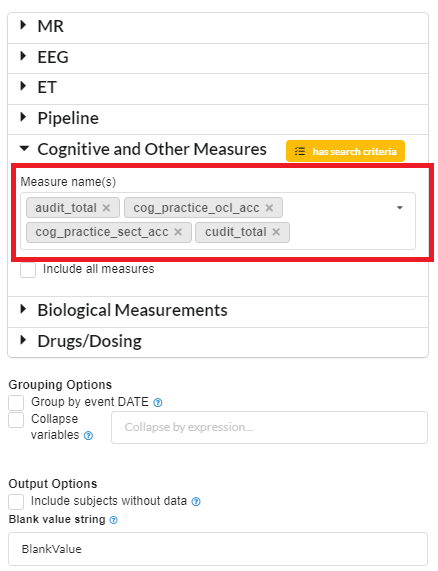 MR
EEG
ET
Pipeline
Cognitive and Other Measures has search criteria
Measure name(s)
audit_total × cog_practice_ocl_acc ×
cog_practice_sect_acc × cudit_total ×
Include all measures
Biological Measurements
Drugs/Dosing
Grouping Options
Group by event DATE ?
Collapse
variables ? Collapse by expression...
Output Options
Include subjects without data ?
Blank value string ?
BlankValue